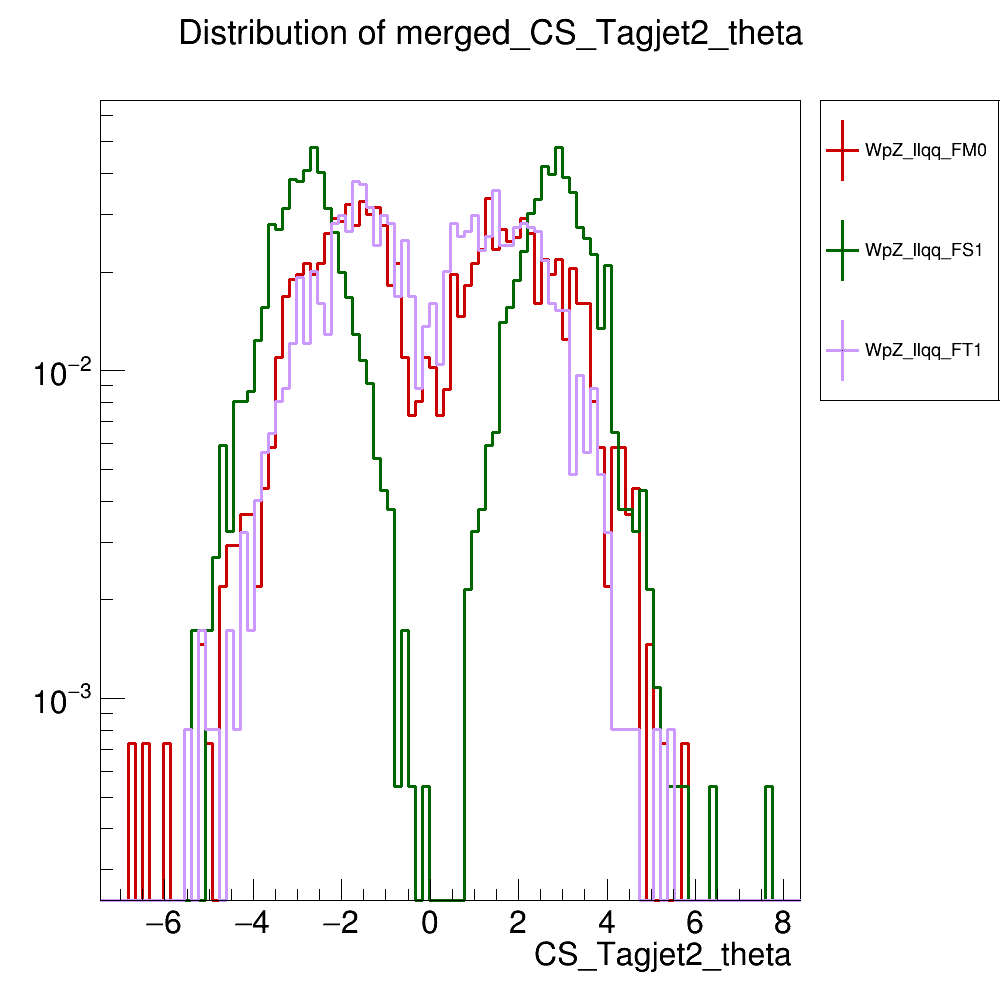 Distribution of merged_CS_Tagjet2_theta
WpZ_llqq_FM0
WpZ_llqq_FS1
WpZ_llqq_FT1
10−2
10−3
−6 −4 −2 0 2 4 6 8
CS_Tagjet2_theta